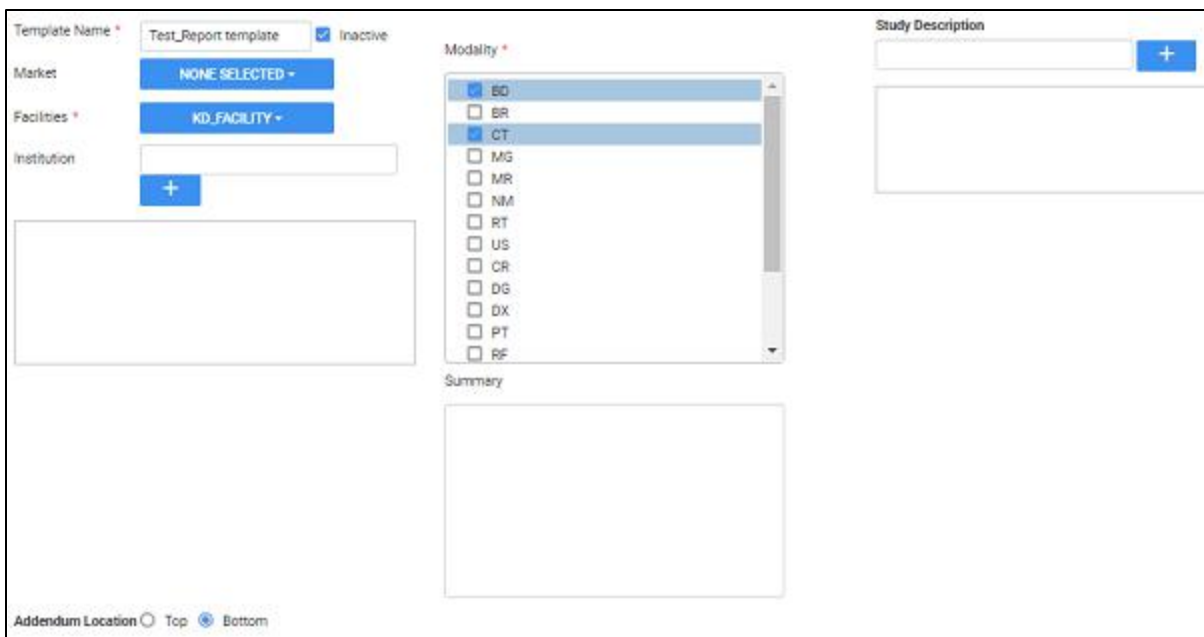 Template Name *
Test_Report template
Inactive
Market
NONE SELECTED
Facilities *
KD_FACILITY
Institution
+
Addendum Location
Top
Bottom
Modality *
BD
BR
CT
MG
MR
NM
RT
US
CR
DG
DX
PT
RF
Summary
Study Description
+